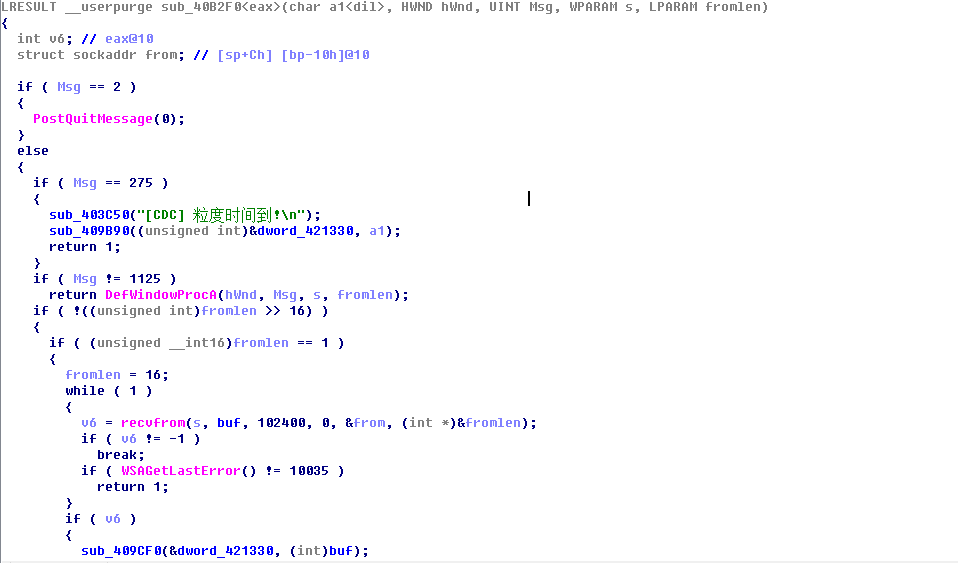 LRESULT __userpurge sub_40B2F0<eax>(char a1<dil>, HWND hWnd, UINT Msg, WPARAM s, LPARAM fromlen)
{
int v6; // eax@10
struct sockaddr from; // [sp+Ch] [bp-10h]@10
if ( Msg == 2 )
{
PostQuitMessage(0);
}
else
{
if ( Msg == 275 )
{
sub_403C50("[CDC] 粒度时间到!\n");
sub_409B90((unsigned int)&dword_421330, a1);
return 1;
}
if ( Msg != 1125 )
return DefWindowProcA(hWnd, Msg, s, fromlen);
if ( !((unsigned int)fromlen >> 16) )
{
if ( (unsigned __int16)fromlen == 1 )
{
fromlen = 16;
while ( 1 )
{
v6 = recvfrom(s, buf, 102400, 0, &from, (int *)&fromlen);
if ( v6 != -1 )
break;
if ( WSAGetLastError() != 10035 )
return 1;
}
if ( v6 )
{
sub_409CF0(&dword_421330, (int)buf);